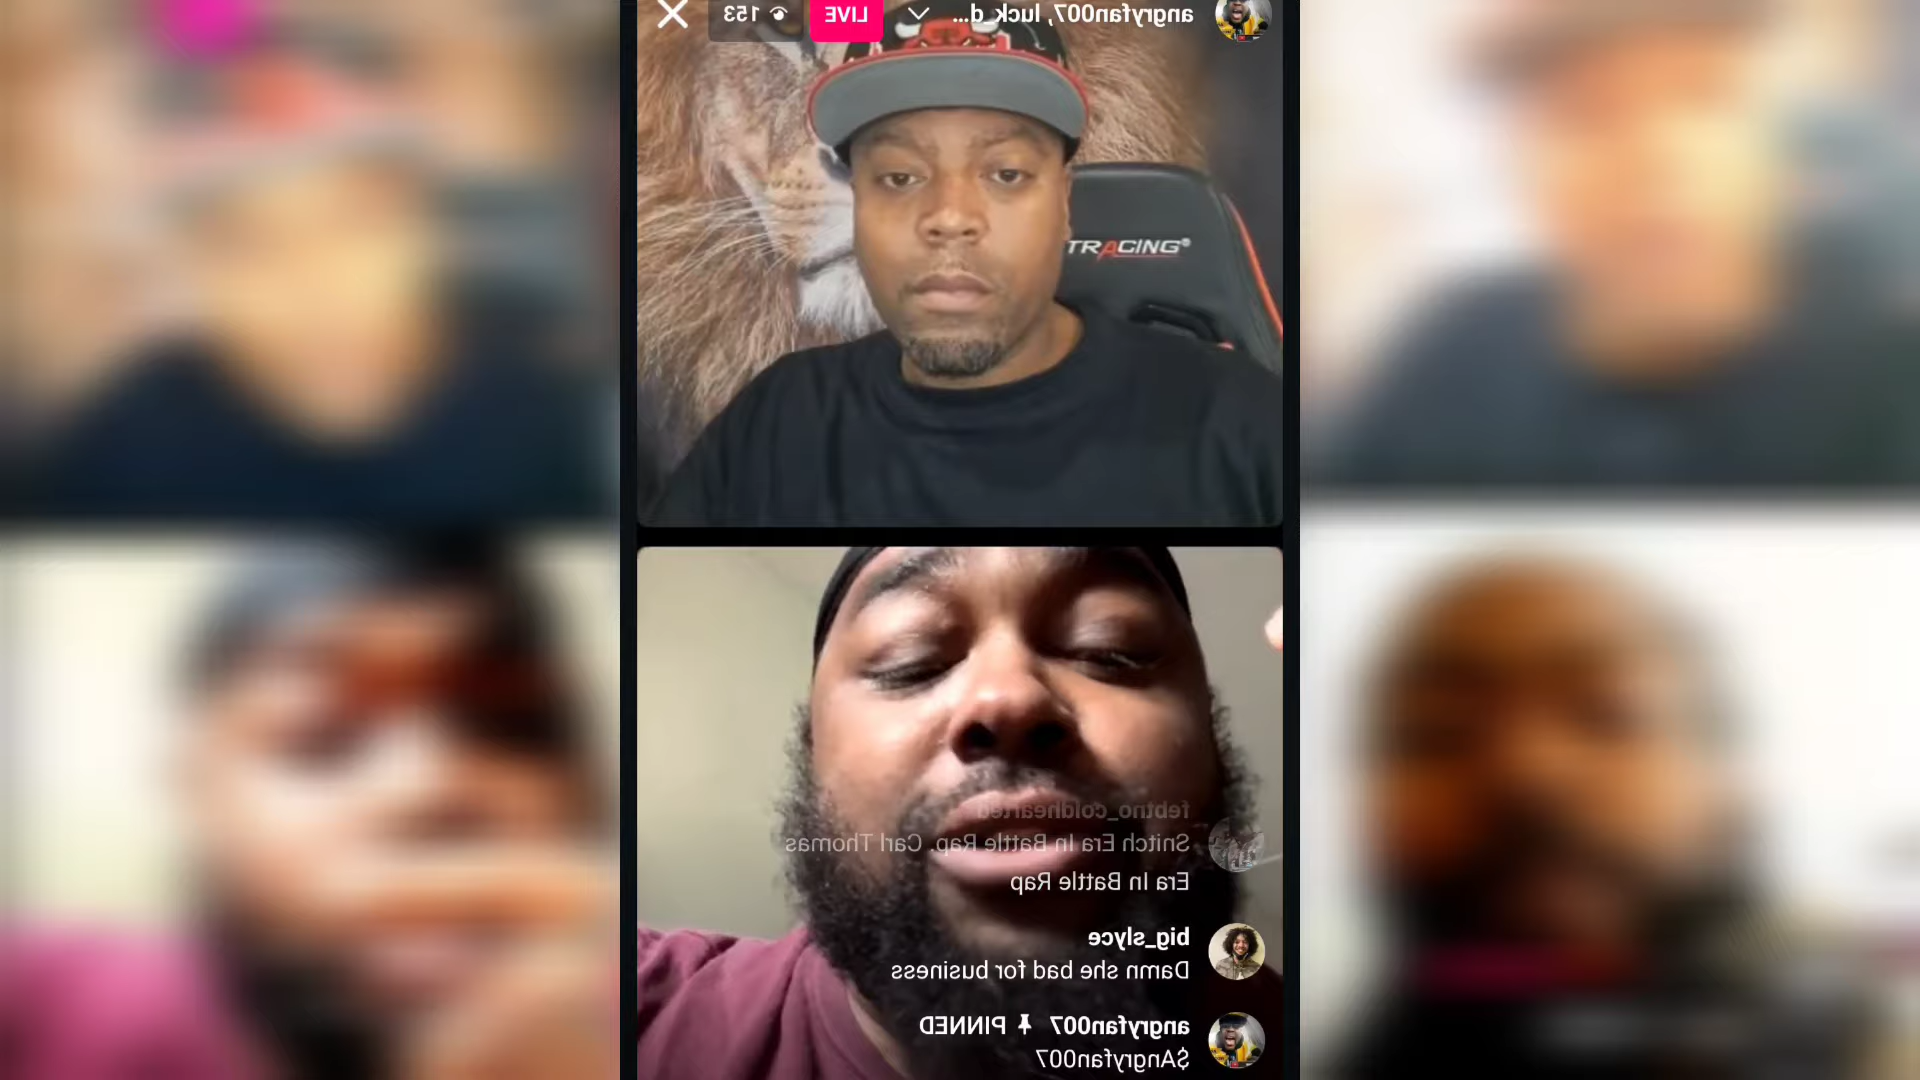 angryfan007, luck_d...
LIVE
153
TRACING®
febtno_coldhearted
Snitch Era In Battle Rap. Carl Thomas
Era In Battle Rap
big_slyce
Damn she bad for business
angryfan007 PINNED
$Angryfan007